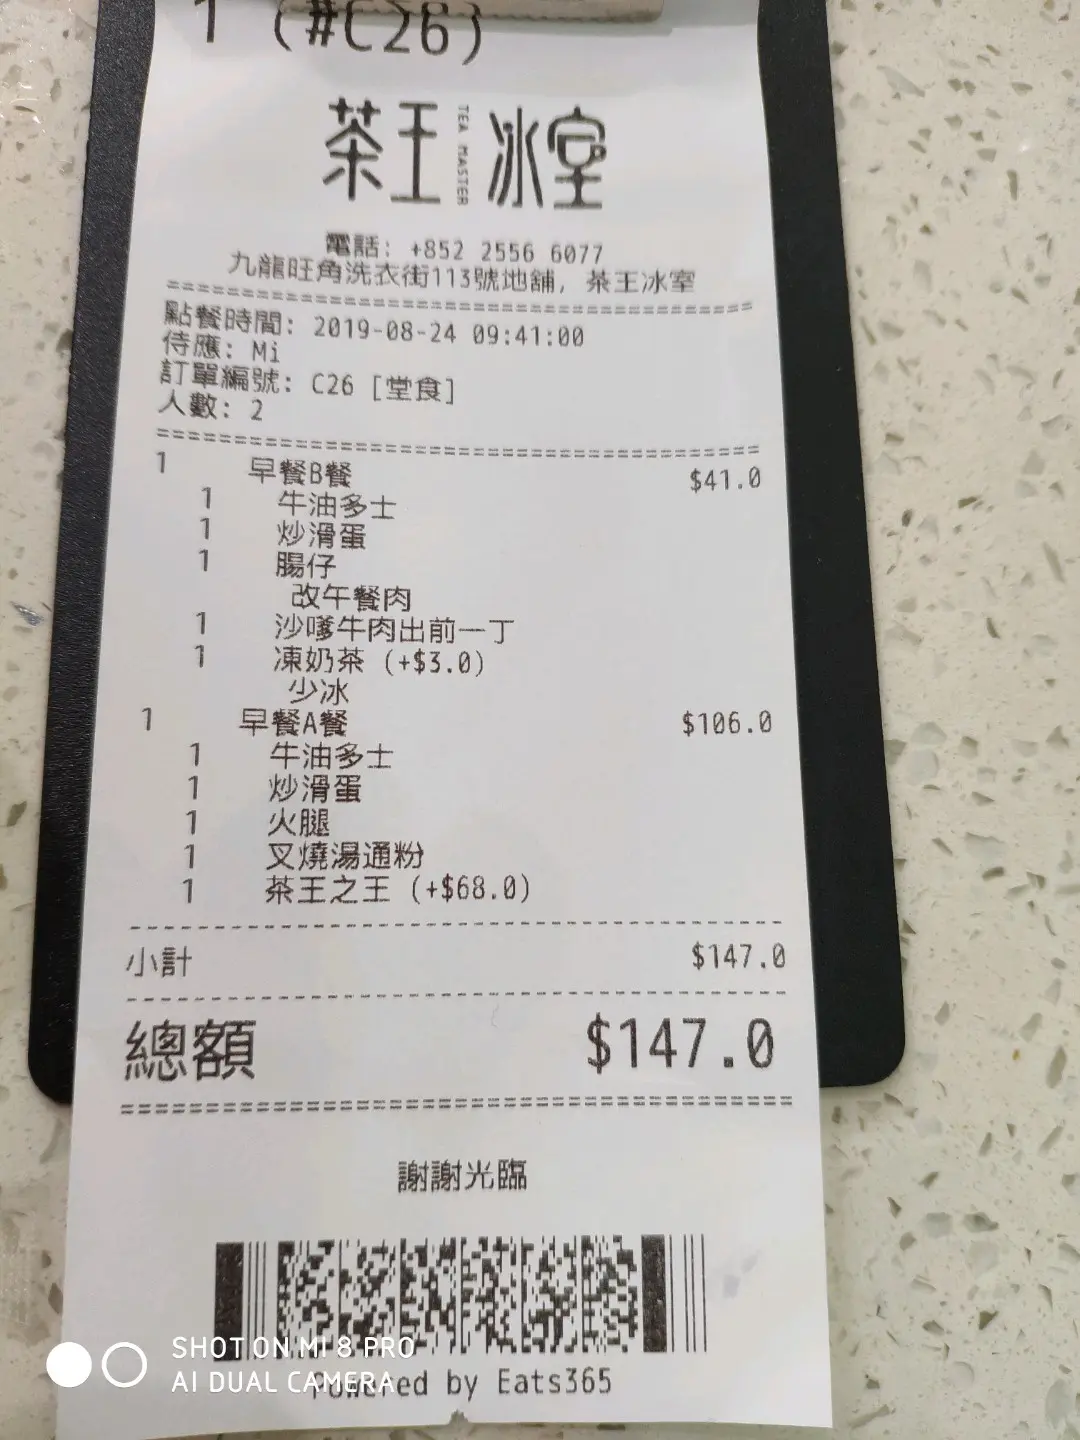 1 (#C26)
茶王 TEA MASTER 冰室
電話: +852 2556 6077
九龍旺角洗衣街113號地舖, 茶王冰室
點餐時間: 2019-08-24 09:41:00
侍應: Mi
訂單編號: C26 [堂食]
人數: 2
1 早餐B餐 $41.0
1 牛油多士
1 炒滑蛋
1 腸仔
改午餐肉
1 沙嗲牛肉出前一丁
1 凍奶茶 (+$3.0)
少冰
1 早餐A餐 $106.0
1 牛油多士
1 炒滑蛋
1 火腿
1 叉燒湯通粉
1 茶王之王 (+$68.0)
小計 $147.0
總額 $147.0
謝謝光臨
Powered by Eats365
SHOT ON MI 8 PRO
AI DUAL CAMERA